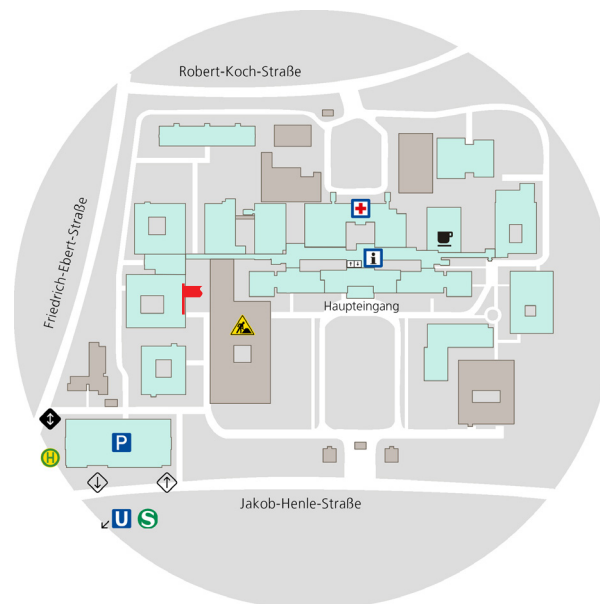 Robert-Koch-Straße
Friedrich-Ebert-Straße
i
Haupteingang
P
H
Jakob-Henle-Straße
U S